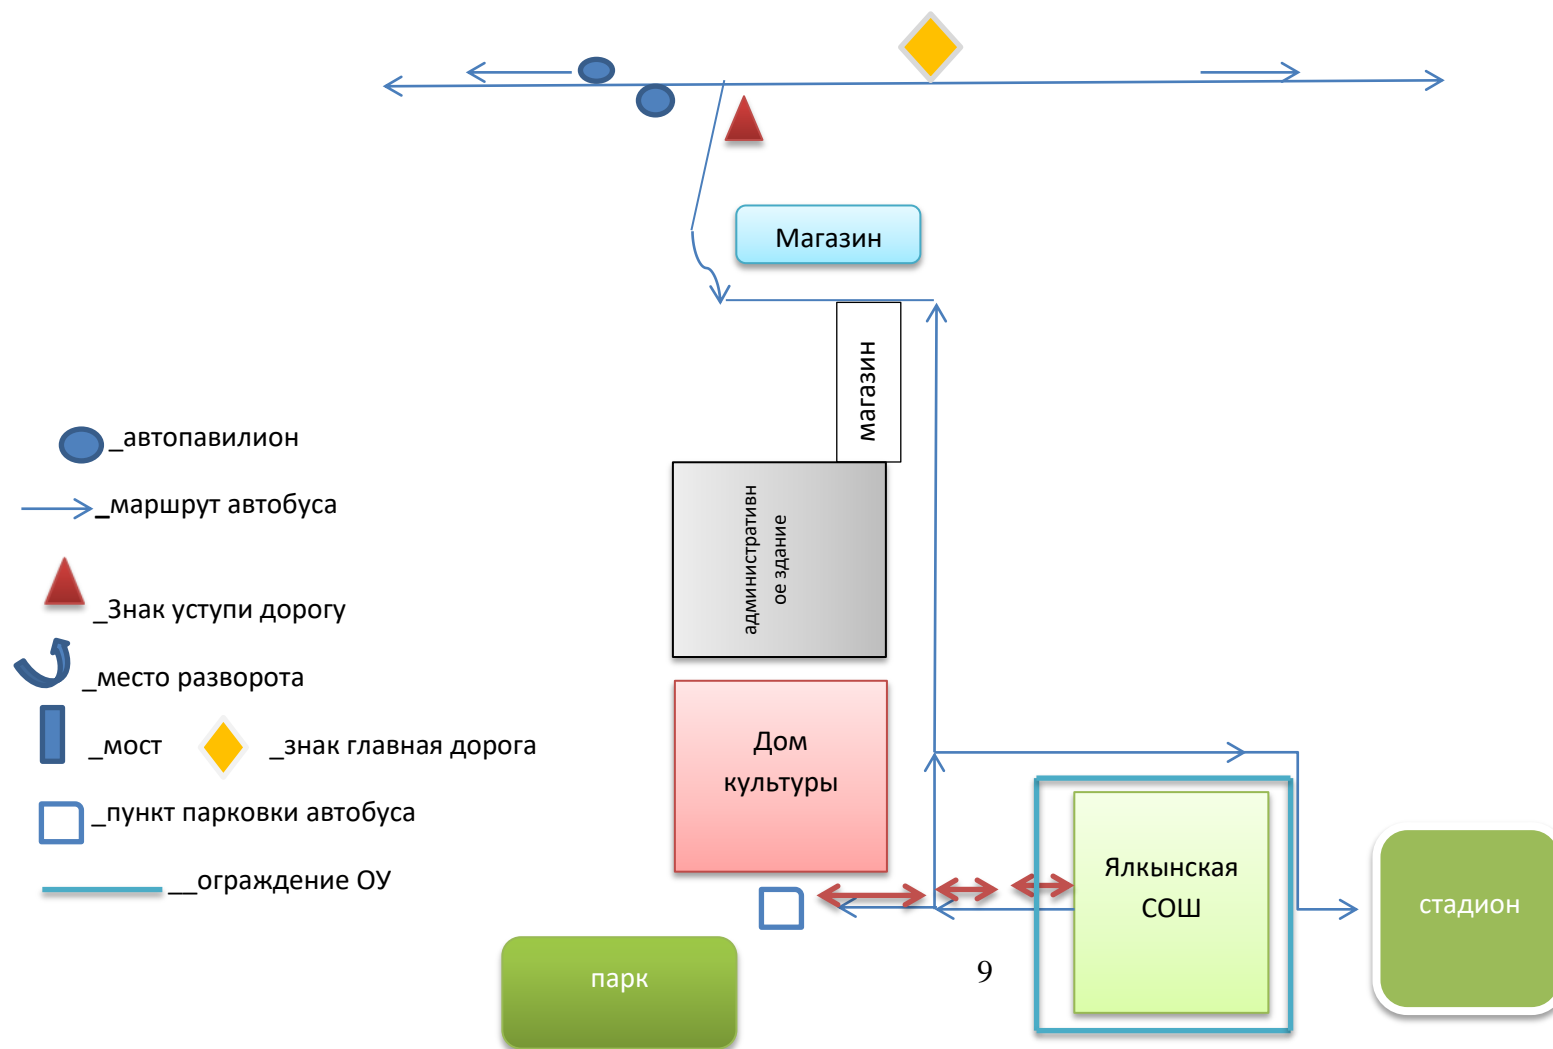 Магазин
магазин
_автопавилион
_маршрут автобуса
административн
ое здание
_Знак уступи дорогу
_место разворота
_мост
_знак главная дорога
Дом
культуры
_пункт парковки автобуса
__ограждение ОУ
Ялкынская
СОШ
стадион
парк
9